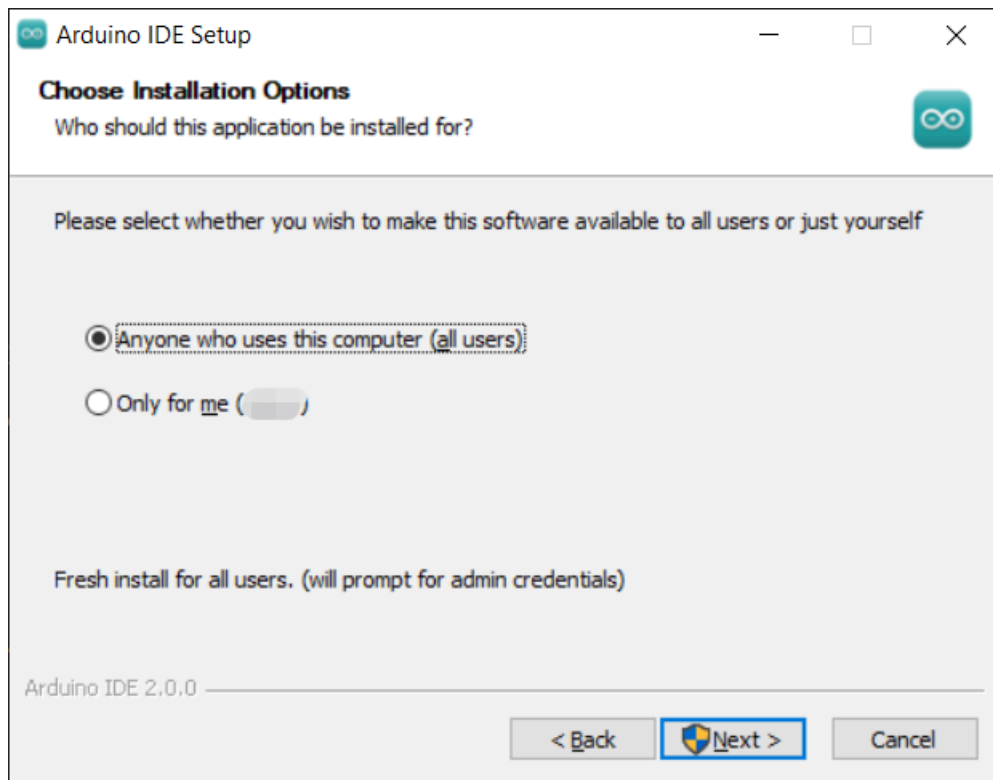 Arduino IDE Setup
Choose Installation Options
Who should this application be installed for?
Please select whether you wish to make this software available to all users or just yourself
Anyone who uses this computer (all users)
Only for me ( )
Fresh install for all users. (will prompt for admin credentials)
Arduino IDE 2.0.0
< Back
Next >
Cancel